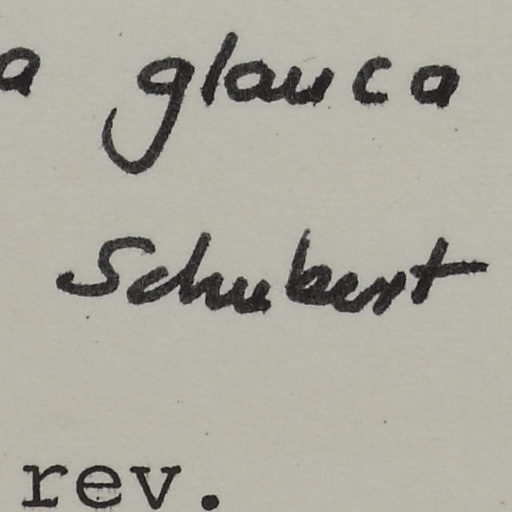 a glauca
Schubert
rev.